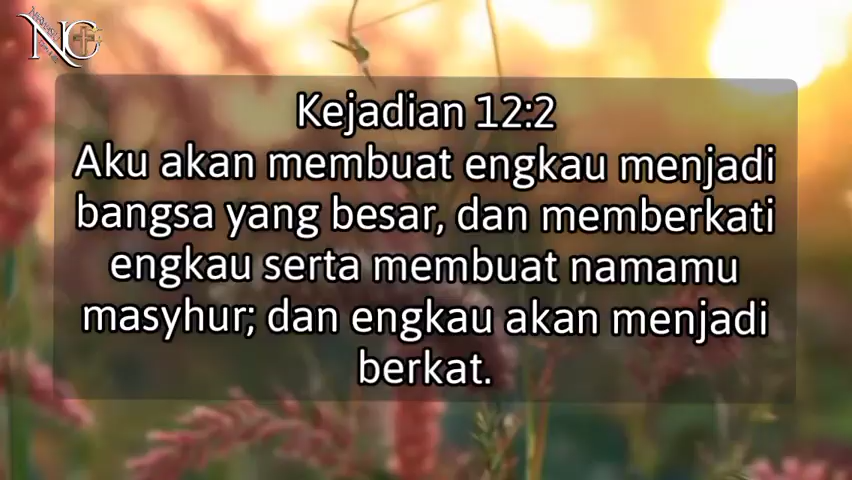 NC
Kejadian 12:2
Aku akan membuat engkau menjadi
bangsa yang besar, dan memberkati
engkau serta membuat namamu
masyhur; dan engkau akan menjadi
berkat.